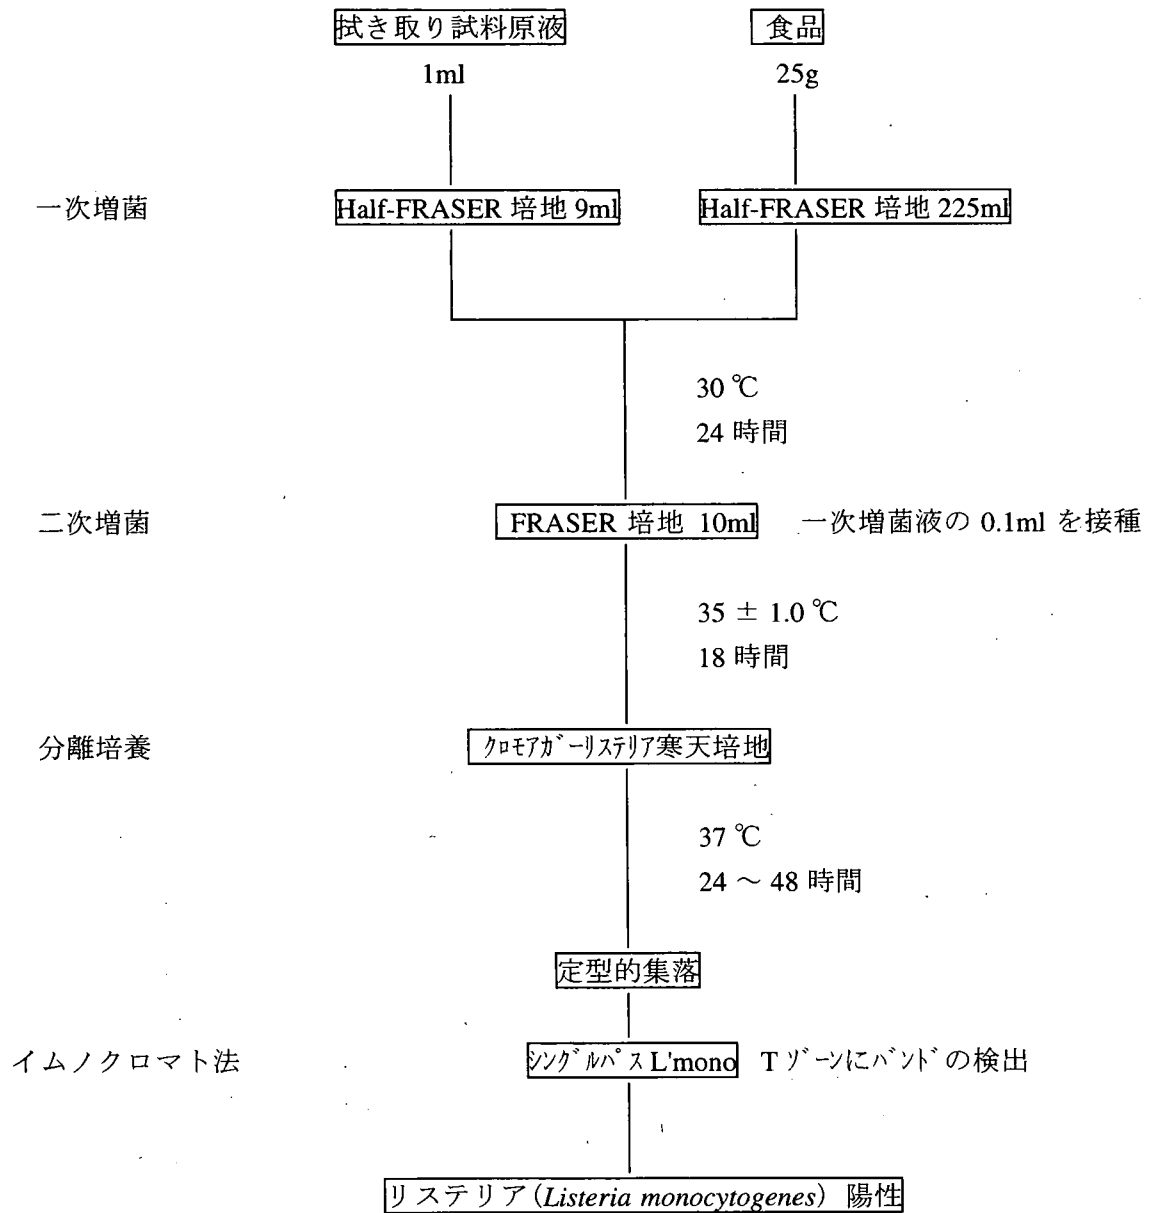 拭き取り試料原液 食品
1ml 25g
一次増菌 Half-FRASER 培地 9ml Half-FRASER 培地 225ml
30 ℃
24 時間
二次増菌 FRASER 培地 10ml 一次増菌液の 0.1ml を接種
35 ± 1.0 ℃
18 時間
分離培養 ｸﾛﾓｱｶﾞｰﾘｽﾃﾘｱ寒天培地
37 ℃
24 ～ 48 時間
定型的集落
イムノクロマト法 ｼﾝｸﾞﾙﾊﾟｽ L'mono T ｿﾞｰﾝにﾊﾞﾝﾄﾞの検出
リステリア (Listeria monocytogenes) 陽性